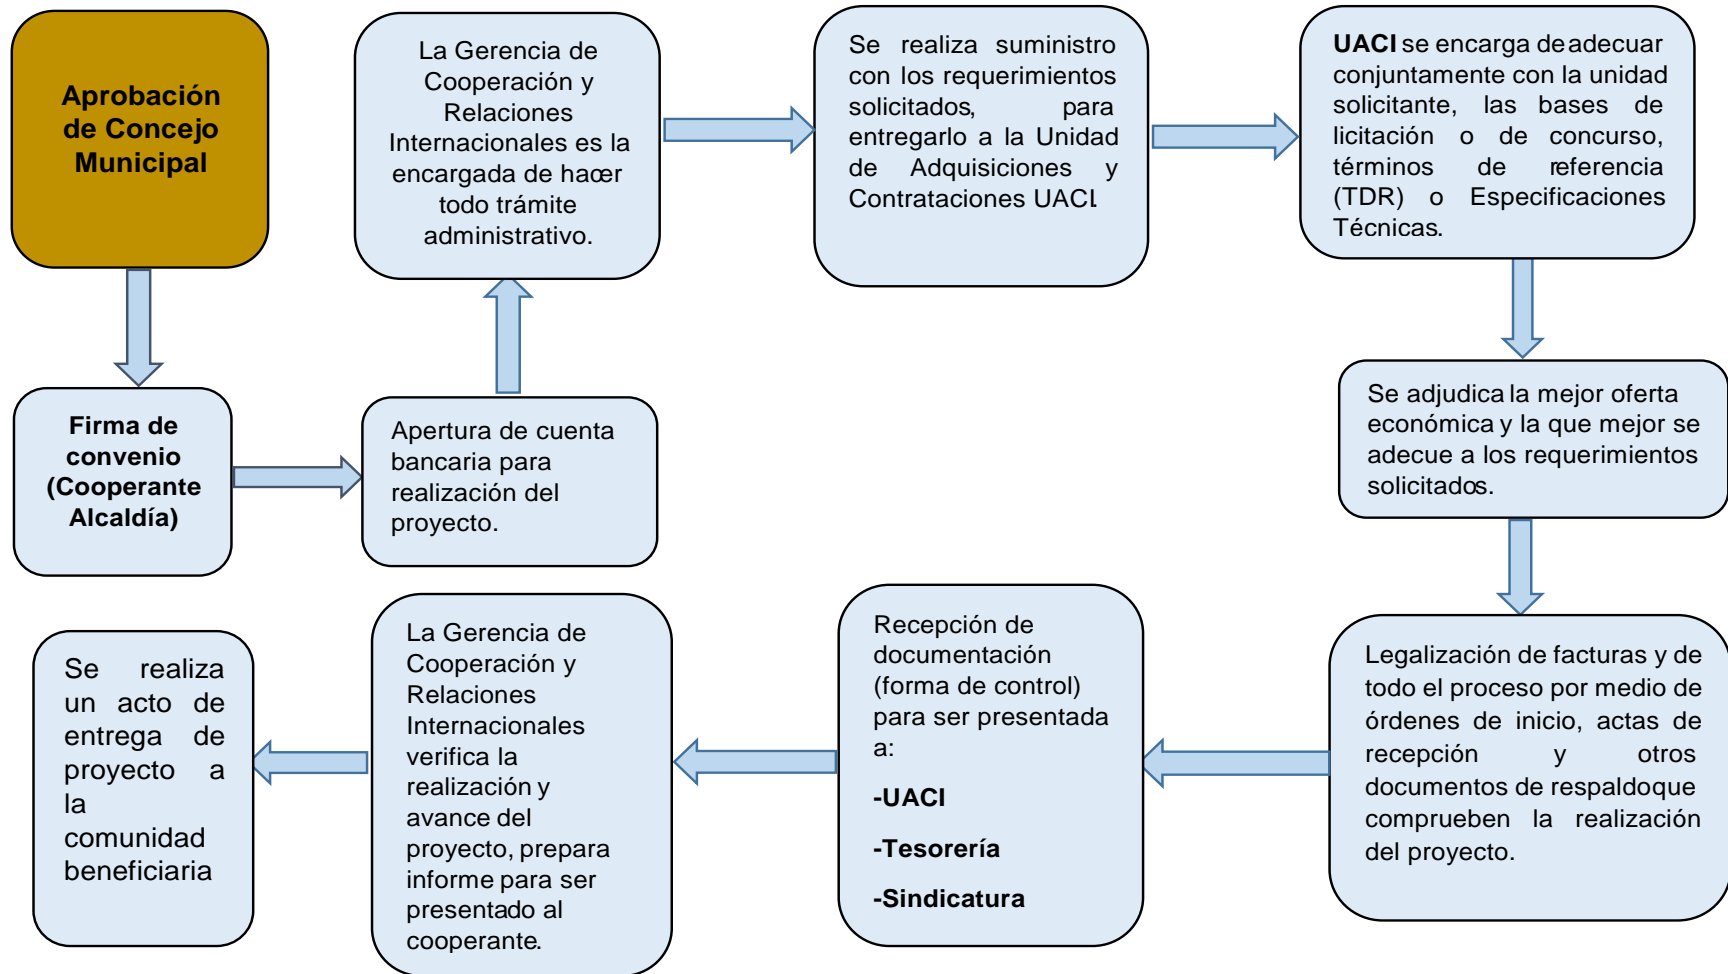 Aprobación
de Concejo
Municipal
Firma de
convenio
(Cooperante
Alcaldía)
Apertura de cuenta
bancaria para
realización del
proyecto.
La Gerencia de
Cooperación y
Relaciones
Internacionales es la
encargada de hacer
todo trámite
administrativo.
Se realiza suministro
con los requerimientos
solicitados, para
entregarlo a la Unidad
de Adquisiciones y
Contrataciones UACI.
UACI se encarga de adecuar
conjuntamente con la unidad
solicitante, las bases de
licitación o de concurso,
términos de referencia
(TDR) o Especificaciones
Técnicas.
Se adjudica la mejor oferta
económica y la que mejor se
adecue a los requerimientos
solicitados.
Legalización de facturas y de
todo el proceso por medio de
órdenes de inicio, actas de
recepción y otros
documentos de respaldo que
comprueben la realización
del proyecto.
Recepción de
documentación
(forma de control)
para ser presentada
a:
-UACI
-Tesorería
-Sindicatura
La Gerencia de
Cooperación y
Relaciones
Internacionales
verifica la
realización y
avance del
proyecto, prepara
informe para ser
presentado al
cooperante.
Se realiza
un acto de
entrega de
proyecto a
la
comunidad
beneficiaria